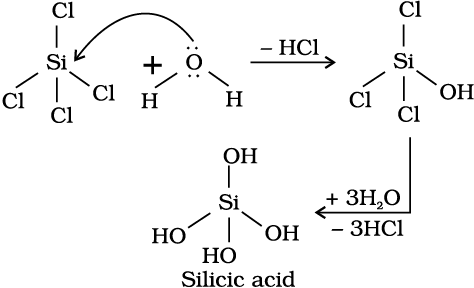 Cl
Si
Cl
Cl
Cl
+
O
H
H
– HCl
Cl
Si
Cl
Cl
OH
+ 3H₂O
– 3HCl
OH
Si
HO
OH
HO
Silicic acid